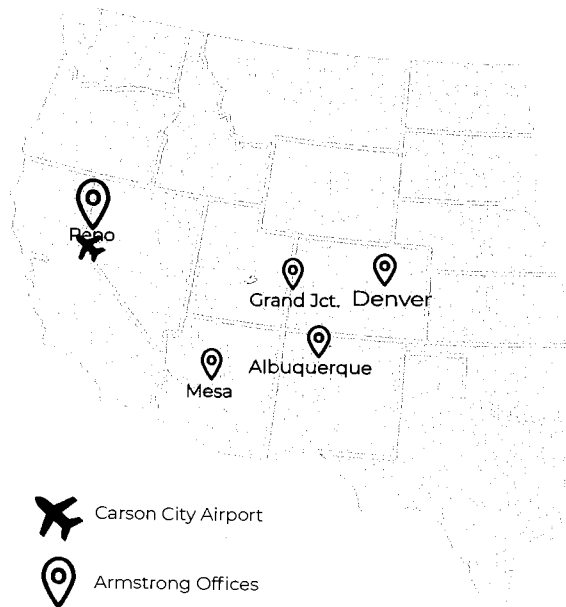 Reno
Grand Jct.
Denver
Albuquerque
Mesa
Carson City Airport
Armstrong Offices